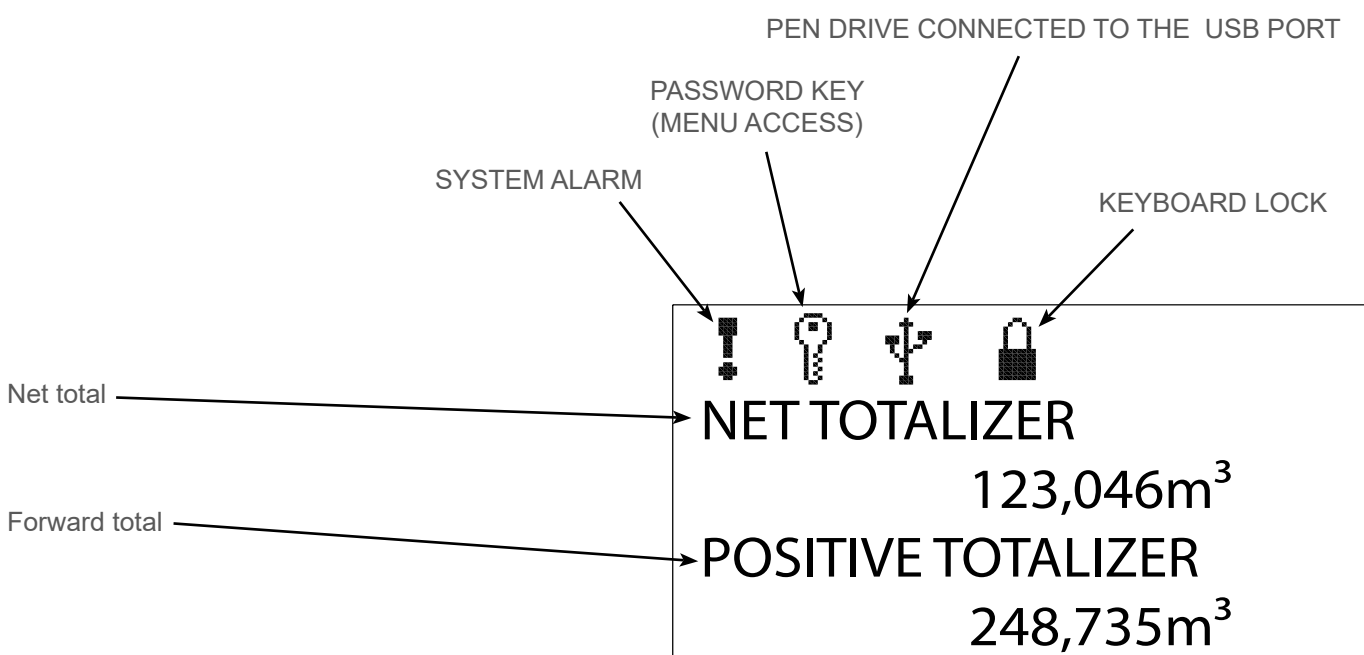 PEN DRIVE CONNECTED TO THE USB PORT
PASSWORD KEY
(MENU ACCESS)
SYSTEM ALARM
KEYBOARD LOCK
Net total
NET TOTALIZER
123,046m³
Forward total
POSITIVE TOTALIZER
248,735m³